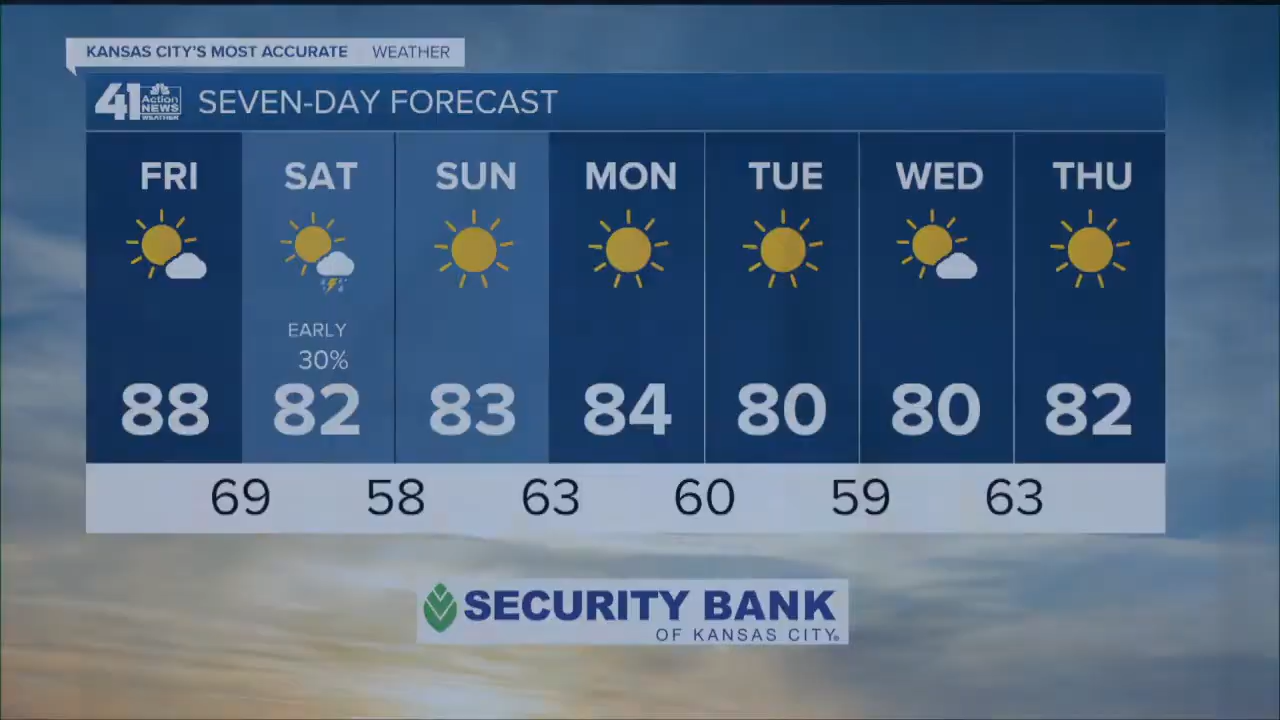 KANSAS CITY'S MOST ACCURATE WEATHER
41 Action NEWS WEATHER SEVEN-DAY FORECAST
FRI SAT SUN MON TUE WED THU
EARLY
30%
88 82 83 84 80 80 82
69 58 63 60 59 63
SECURITY BANK
OF KANSAS CITY®